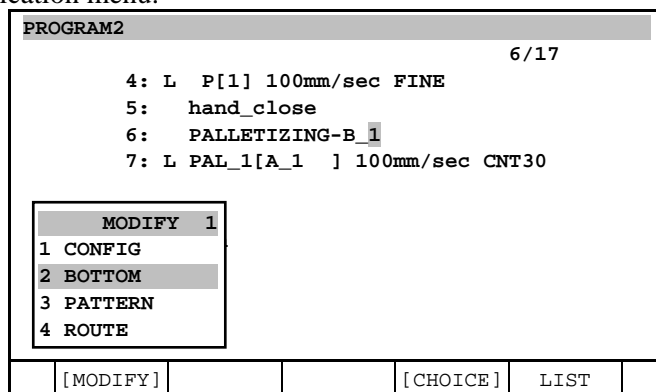 PROGRAM2
6/17
4: L P[1] 100mm/sec FINE
5: hand_close
6: PALLETIZING-B_1
7: L PAL_1[A_1 ] 100mm/sec CNT30
MODIFY 1
1 CONFIG
2 BOTTOM
3 PATTERN
4 ROUTE
[MODIFY] [CHOICE] LIST